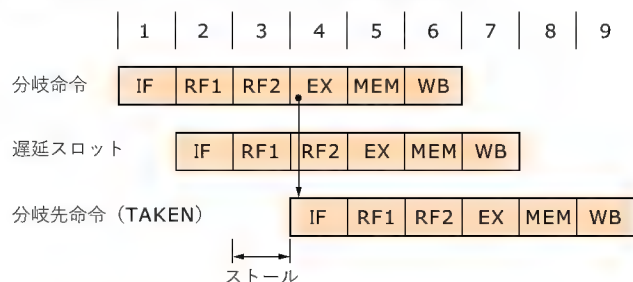 1 2 3 4 5 6 7 8 9
分岐命令 IF RF1 RF2 EX MEM WB
遅延スロット IF RF1 RF2 EX MEM WB
分岐先命令（TAKEN） IF RF1 RF2 EX MEM WB
ストール